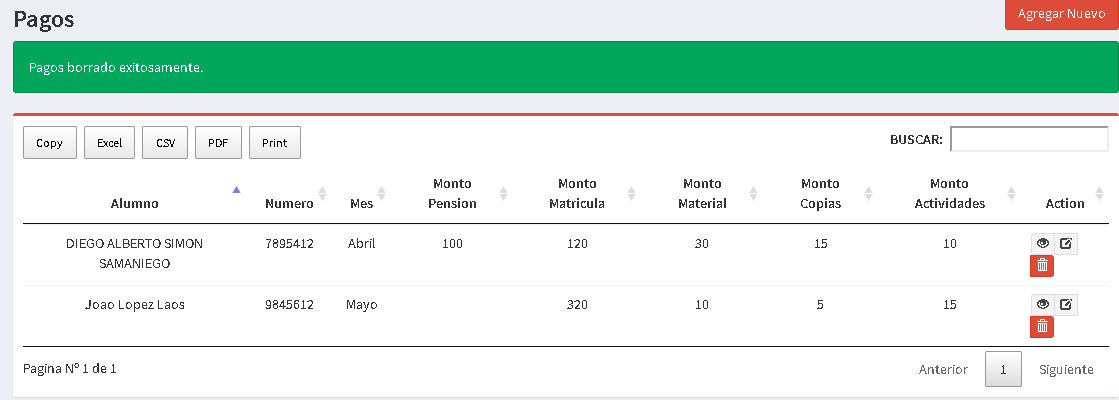 Pagos
Agregar Nuevo
Pagos borrado exitosamente.
Copy Excel CSV PDF Print
BUSCAR:
Alumno Numero Mes Monto Pension Monto Matricula Monto Material Monto Copias Monto Actividades Action
DIEGO ALBERTO SIMON SAMANIEGO 7895412 Abril 100 120 30 15 10
Joao Lopez Laos 9845612 Mayo 320 10 5 15
Pagina Nº 1 de 1
Anterior 1 Siguiente